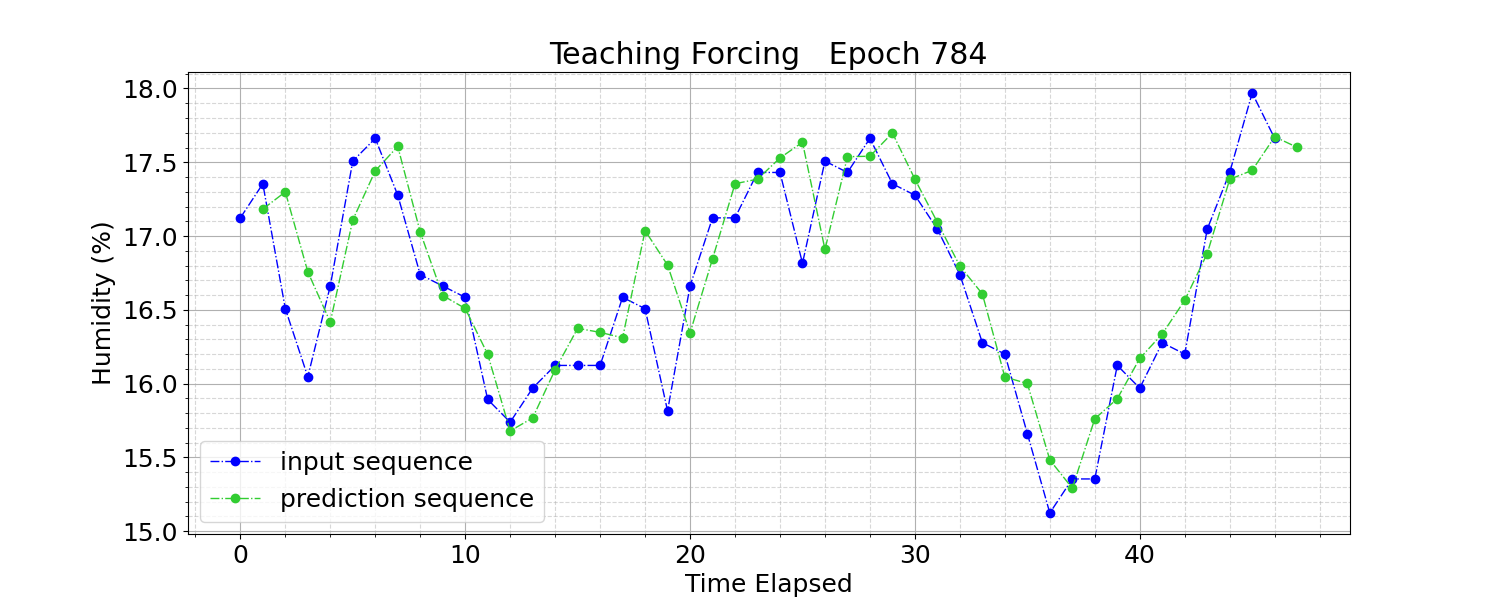 Teaching Forcing   Epoch 784
18.0
17.5
17.0
16.5
16.0
15.5
15.0
Humidity (%)
input sequence
prediction sequence
0 10 20 30 40
Time Elapsed